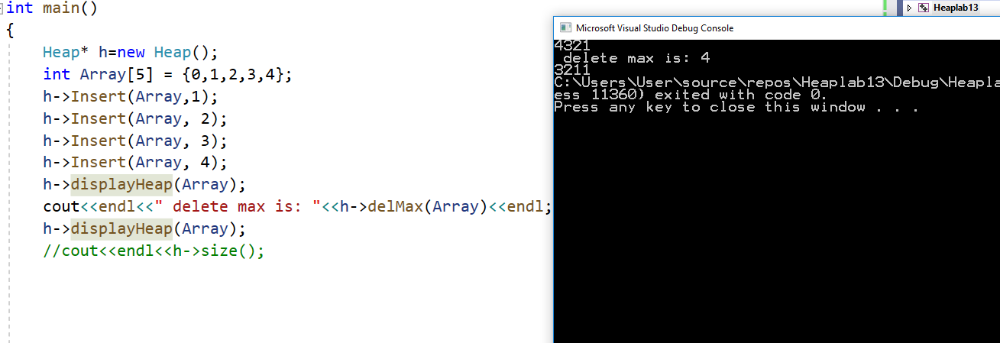 int main()
{
Heap* h=new Heap();
int Array[5] = {0,1,2,3,4};
h->Insert(Array,1);
h->Insert(Array, 2);
h->Insert(Array, 3);
h->Insert(Array, 4);
h->displayHeap(Array);
cout<<endl<<" delete max is: "<<h->delMax(Array)<<endl;
h->displayHeap(Array);
//cout<<endl<<h->size();
Heaplab13
Microsoft Visual Studio Debug Console
4321
delete max is: 4
3211
C:\Users\User\source\repos\Heaplab13\Debug\Heapla
ess 11360) exited with code 0.
Press any key to close this window . . .